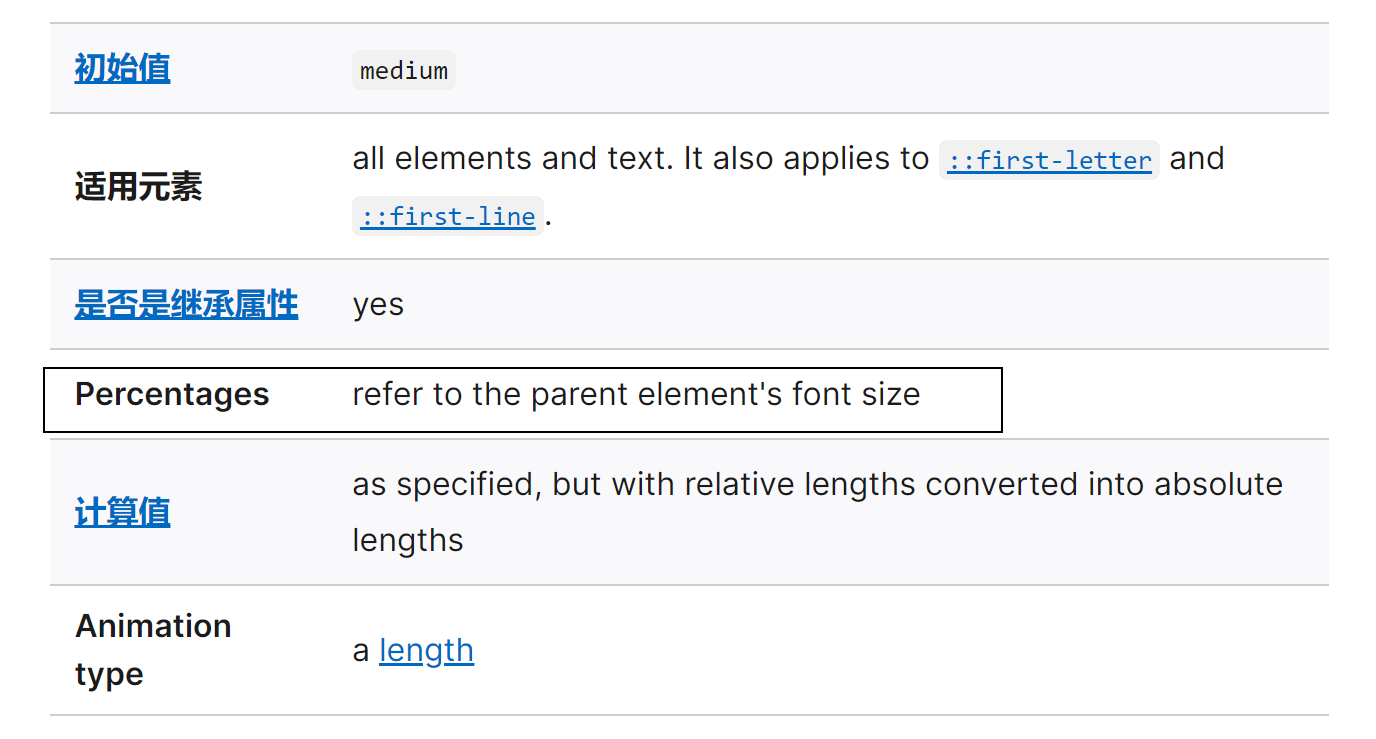 初始值 medium
适用元素 all elements and text. It also applies to ::first-letter and
::first-line.
是否是继承属性 yes
Percentages refer to the parent element's font size
计算值 as specified, but with relative lengths converted into absolute
lengths
Animation
type a length